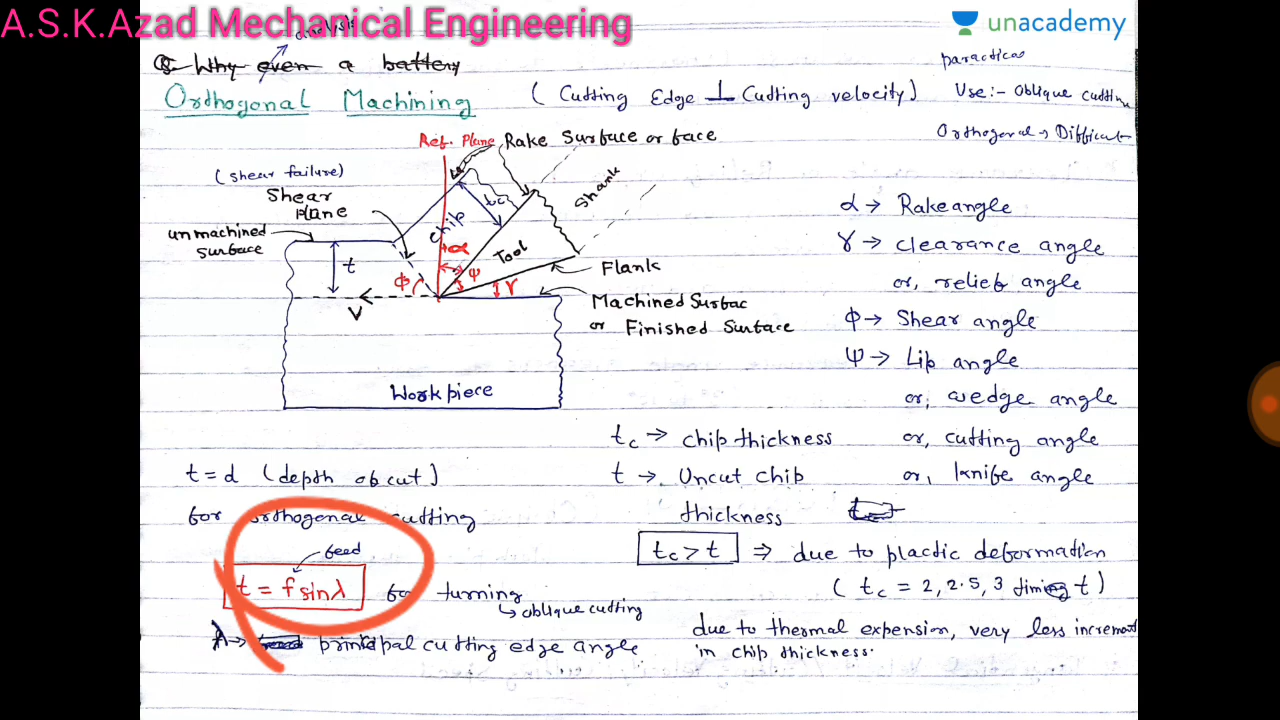 A.S.K.Azad Mechanical Engineering
unacademy
analysis
Q Why even a battery
paractical
Orthogonal Machining ( Cutting Edge ⊥ Cutting velocity)
Use:- Oblique cutting
Orthogonal → Difficult
Ref. Plane
Rake Surface or face
(shear failure)
Shear
plane
unmachined
surface
chip
tc
Shank
t
α
Tool
ϕ
ψ
γ
Flank
V
Machined Surfac
or Finished Surface
Workpiece
α → Rake angle
γ → clearance angle
or, relief angle
ϕ → Shear angle
ψ → Lip angle
or, wedge angle
or, cutting angle
or, knife angle
tc → chip thickness
t → Uncut chip
thickness
t = d (depth of cut)
for orthogonal cutting
feed
t = f sinλ for turning
↳ oblique cutting
λ → principal cutting edge angle
tc > t ⇒ due to plactic deformation
( tc = 2, 2.5, 3 times t )
due to thermal expension, very less increment
in chip thickness.